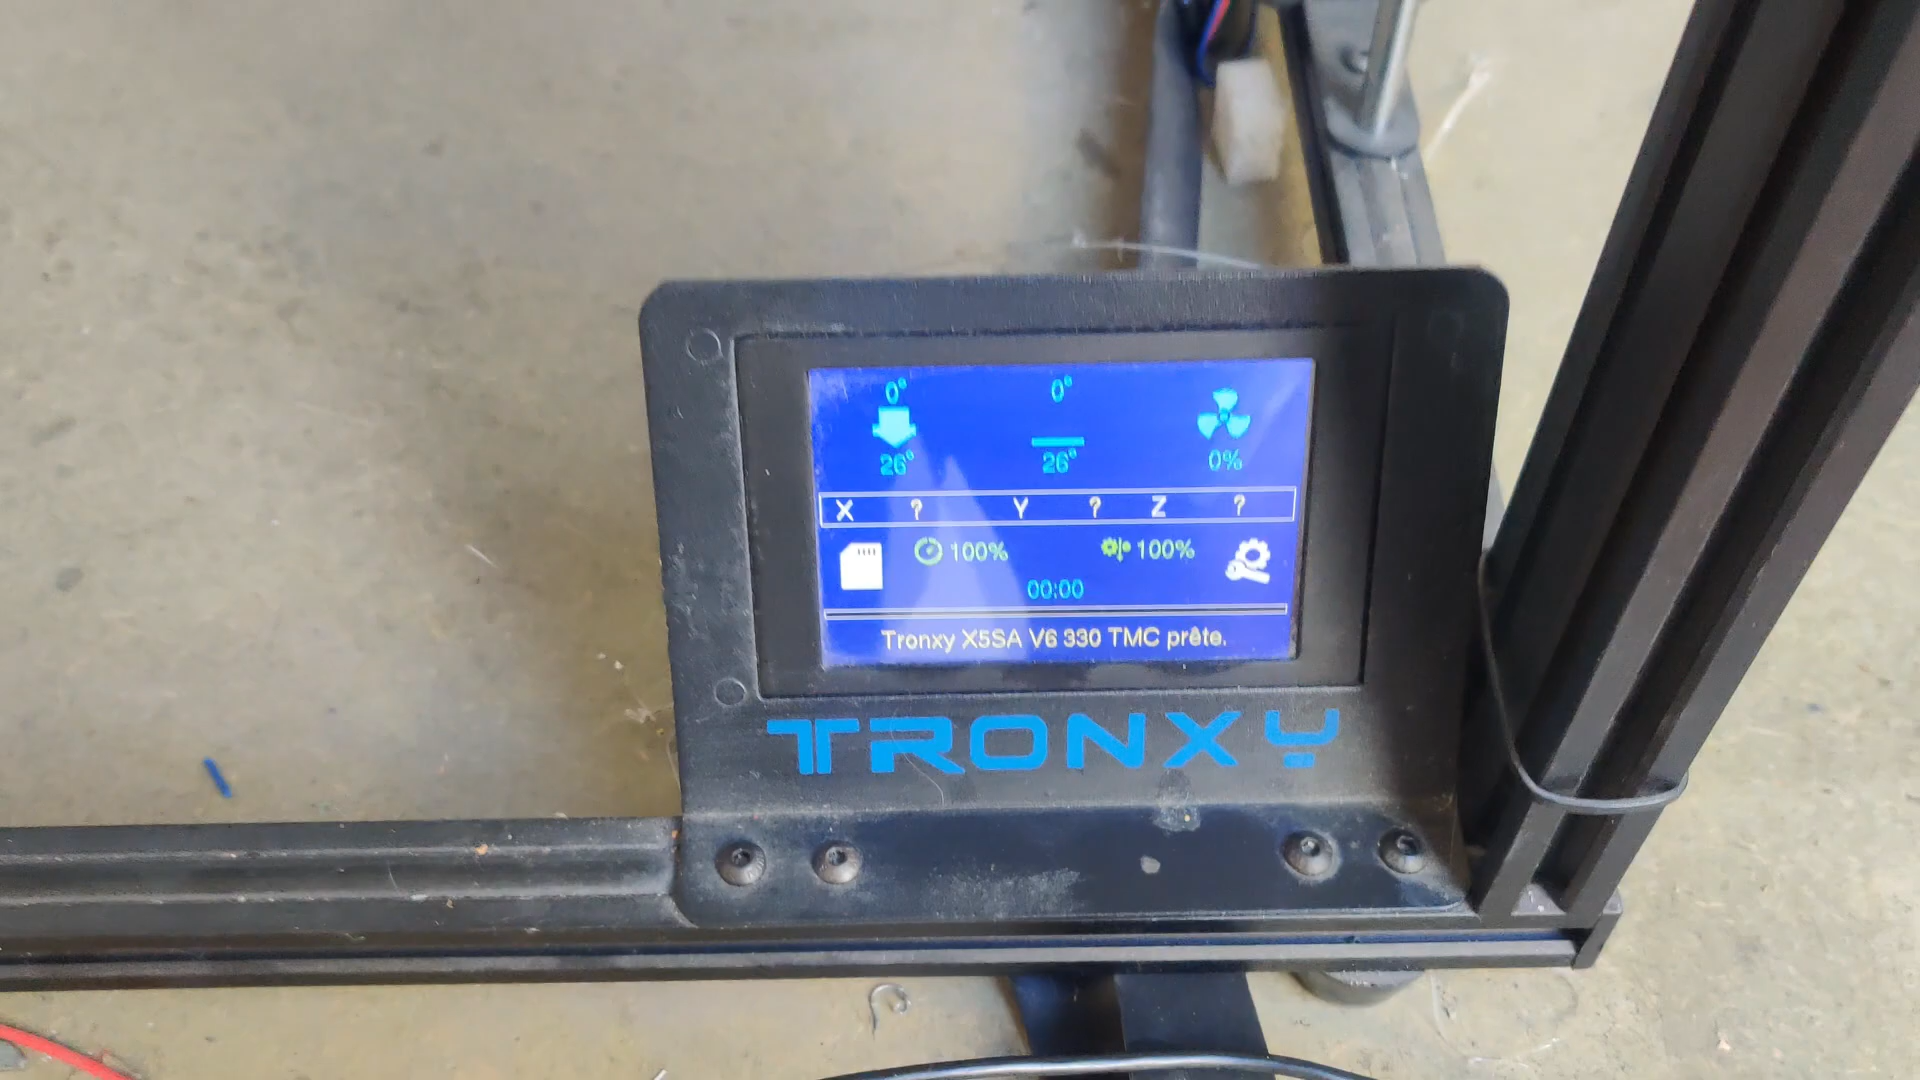 0° 0°
26° 26° 0%
X ? Y ? Z ?
100% 100%
00:00
Tronxy X5SA V6 330 TMC prête.
TRONXY